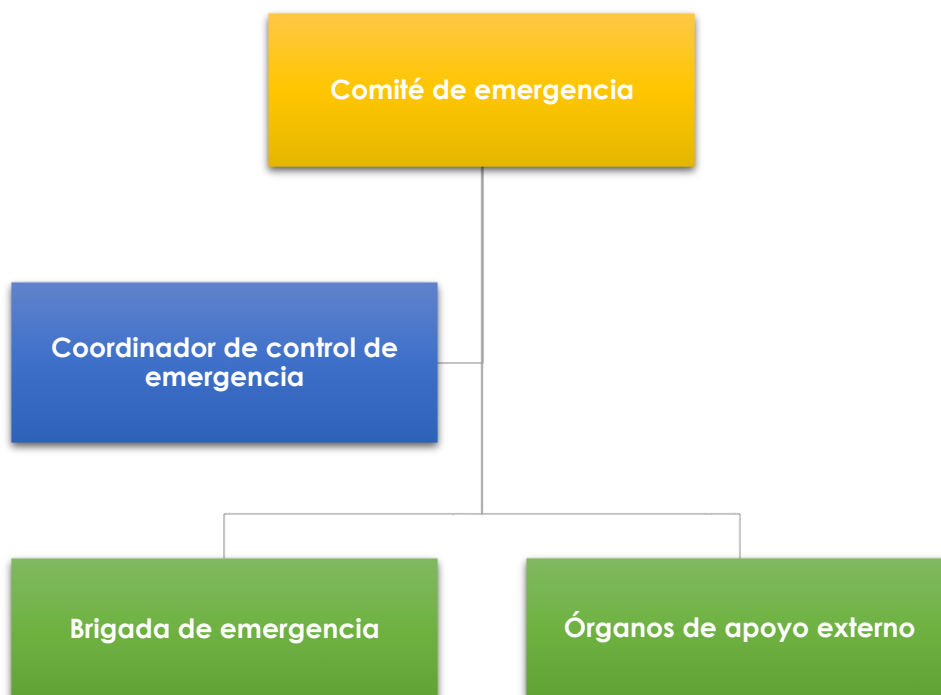 Comité de emergencia
Coordinador de control de
emergencia
Brigada de emergencia
Órganos de apoyo externo